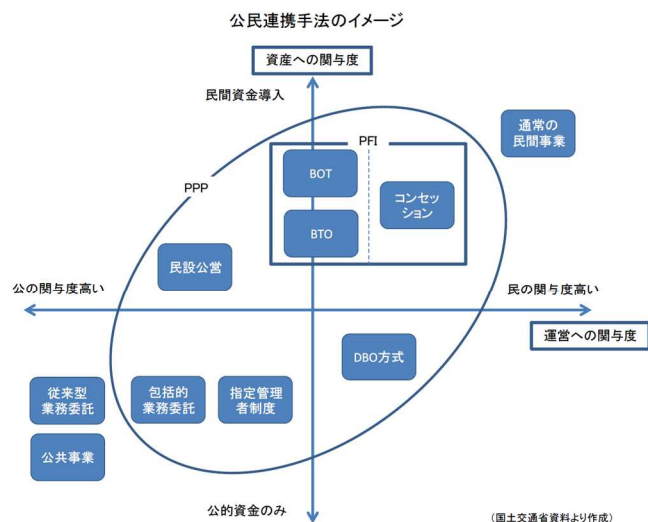 公民連携手法のイメージ
資産への関与度
民間資金導入
通常の
民間事業
PFI
BOT
PPP
コンセッ
ション
BTO
民設公営
公の関与度高い
民の関与度高い
運営への関与度
DBO方式
従来型
業務委託
包括的
業務委託
指定管理
者制度
公共事業
公的資金のみ
(国土交通省資料より作成)